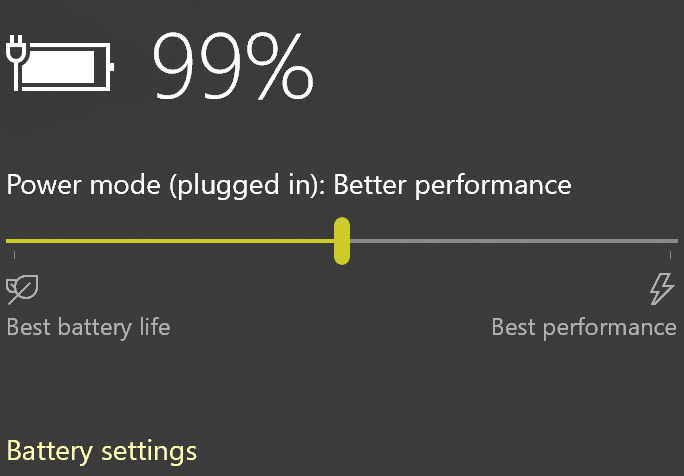 99%
Power mode (plugged in): Better performance
Best battery life
Best performance
Battery settings